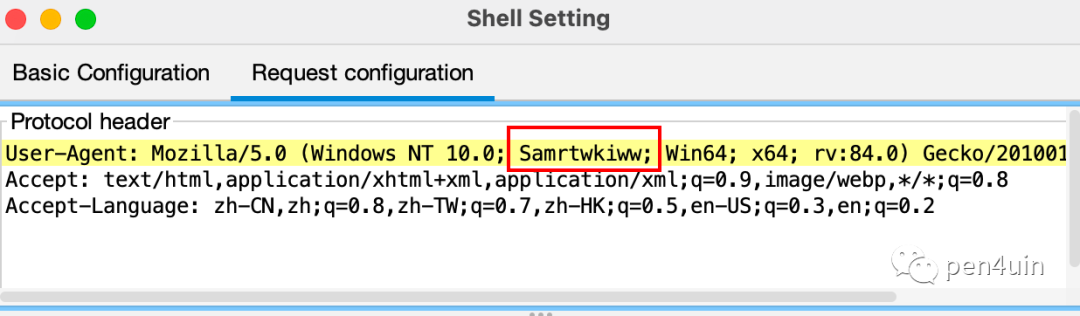 Shell Setting
Basic Configuration Request configuration
Protocol header
User-Agent: Mozilla/5.0 (Windows NT 10.0; Samrtwkiww; Win64; x64; rv:84.0) Gecko/201001
Accept: text/html,application/xhtml+xml,application/xml;q=0.9,image/webp,*/*;q=0.8
Accept-Language: zh-CN,zh;q=0.8,zh-TW;q=0.7,zh-HK;q=0.5,en-US;q=0.3,en;q=0.2
pen4uin